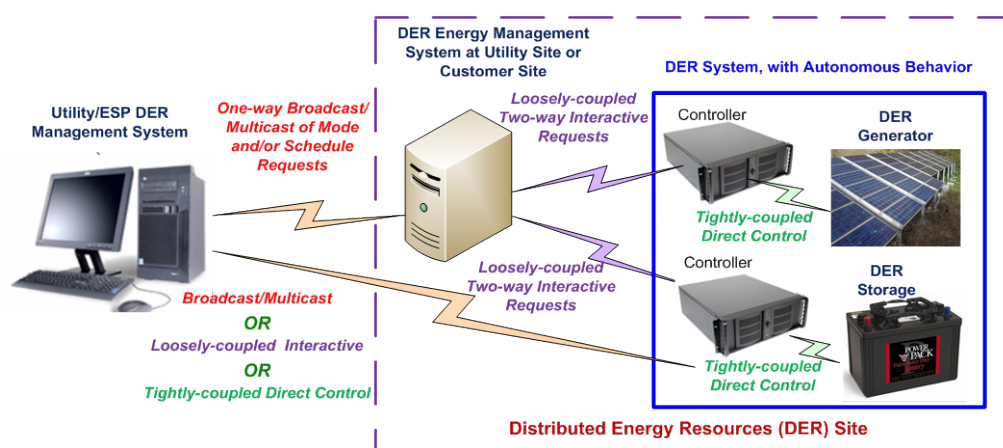 DER Energy Management
System at Utility Site or
Customer Site
DER System, with Autonomous Behavior
Utility/ESP DER
Management System
One-way Broadcast/
Multicast of Mode
and/or Schedule
Requests
Loosely-coupled
Two-way Interactive
Requests
Controller
DER
Generator
Tightly-coupled
Direct Control
Loosely-coupled
Two-way Interactive
Requests
Controller
DER
Storage
Broadcast/Multicast
OR
Loosely-coupled Interactive
OR
Tightly-coupled Direct Control
Tightly-coupled
Direct Control
POWER
PACK
Distributed Energy Resources (DER) Site